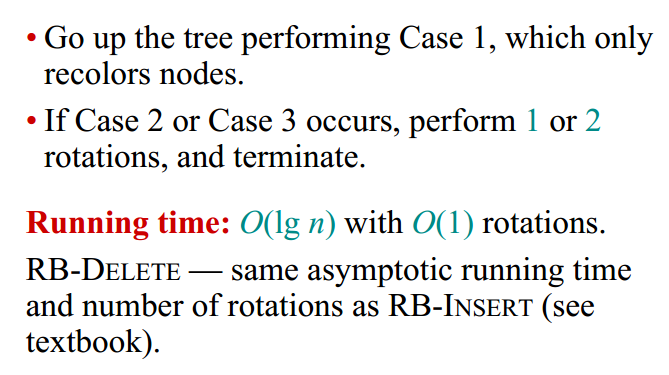 • Go up the tree performing Case 1, which only
recolors nodes.
• If Case 2 or Case 3 occurs, perform 1 or 2
rotations, and terminate.
Running time: O(lg n) with O(1) rotations.
RB-DELETE — same asymptotic running time
and number of rotations as RB-INSERT (see
textbook).